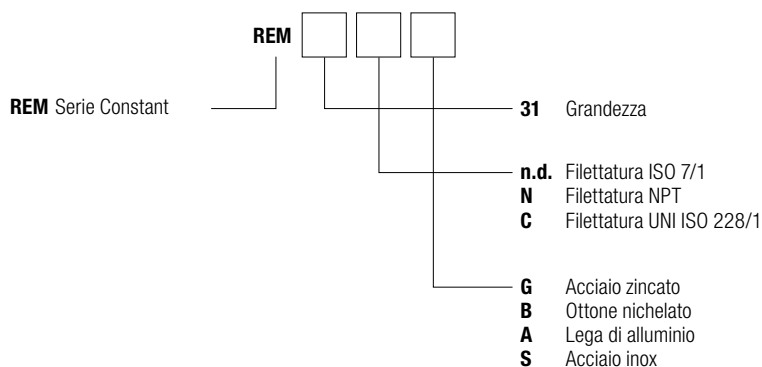 REM
REM Serie Constant
31 Grandezza
n.d. Filettatura ISO 7/1
N Filettatura NPT
C Filettatura UNI ISO 228/1
G Acciaio zincato
B Ottone nichelato
A Lega di alluminio
S Acciaio inox